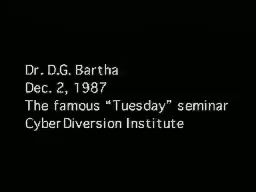 Dr. D.G. Bartha
Dec. 2, 1987
The famous “Tuesday” seminar
CyberDiversion Institute